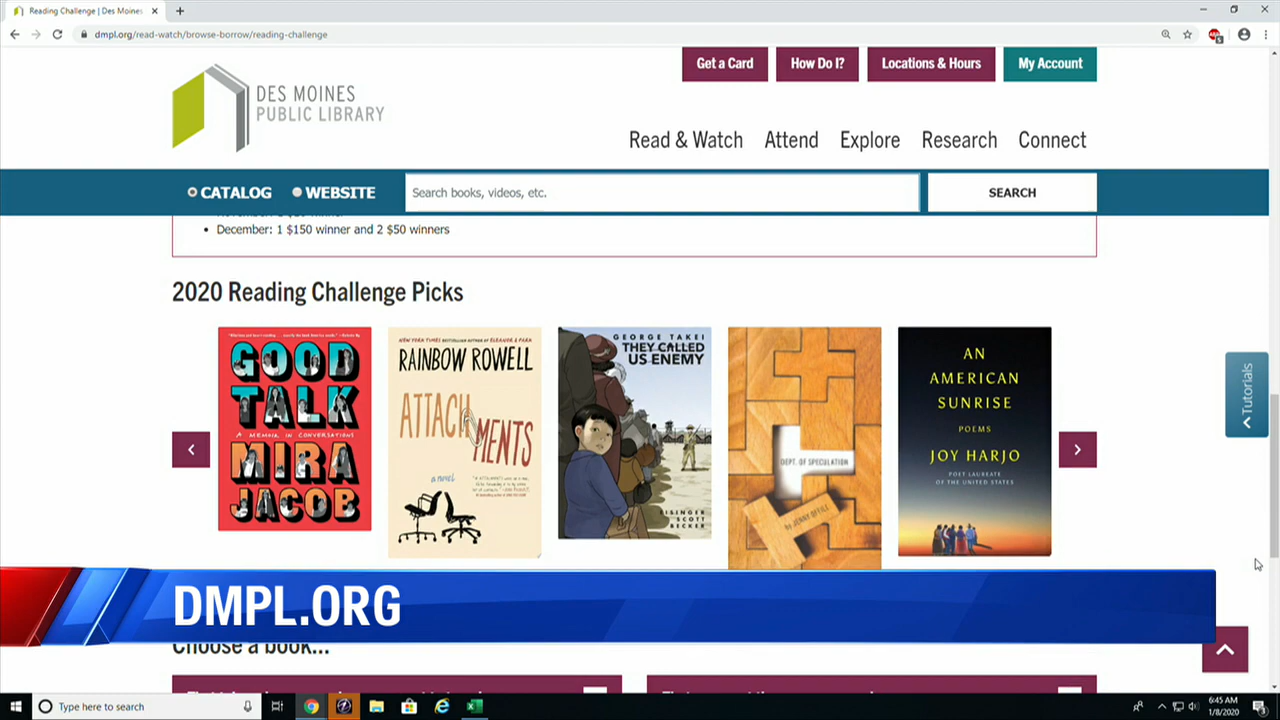 Reading Challenge | Des Moines
dmpl.org/read-watch/browse-borrow/reading-challenge
Get a Card
How Do I?
Locations & Hours
My Account
DES MOINES
PUBLIC LIBRARY
Read & Watch
Attend
Explore
Research
Connect
CATALOG
WEBSITE
Search books, videos, etc.
SEARCH
December: 1 $150 winner and 2 $50 winners
2020 Reading Challenge Picks
GOOD
TALK
A MEMOIR IN CONVERSATIONS
MIRA
JACOB
NEW YORK TIMES BESTSELLING AUTHOR OF ELEANOR & PARK
RAINBOW ROWELL
ATTACH
MENTS
a novel
GEORGE TAKEI
THEY CALLED
US ENEMY
EISINGER
SCOTT
BECKER
DEPT. OF SPECULATION
by JENNY OFFILL
AN
AMERICAN
SUNRISE
POEMS
JOY HARJO
POET LAUREATE
OF THE UNITED STATES
Tutorials
DMPL.ORG
Choose a book...
Type here to search
6:45 AM
1/8/2020